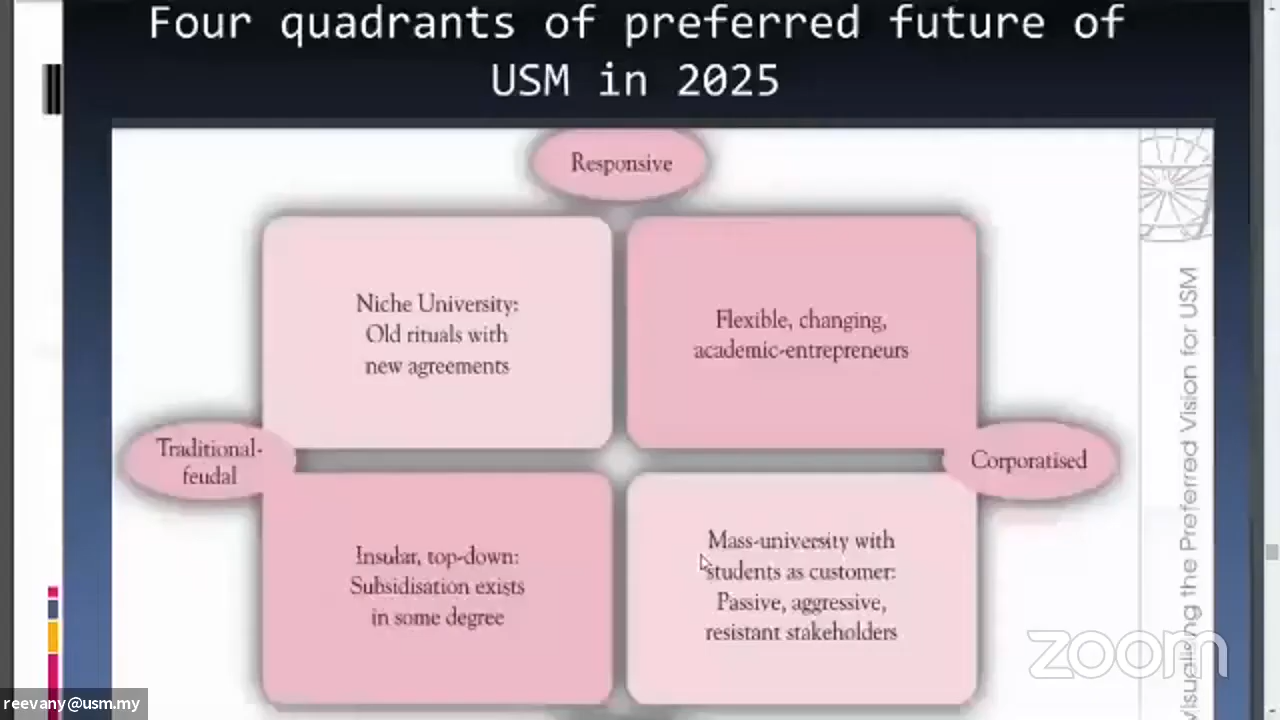 Four quadrants of preferred future of
USM in 2025
Responsive
Niche University:
Old rituals with
new agreements
Flexible, changing,
academic-entrepreneurs
Traditional-
feudal
Corporatised
Insular, top-down:
Subsidisation exists
in some degree
Mass-university with
students as customer:
Passive, aggressive,
resistant stakeholders
Visualising the Preferred Vision for USM
zoom
reevany@usm.my